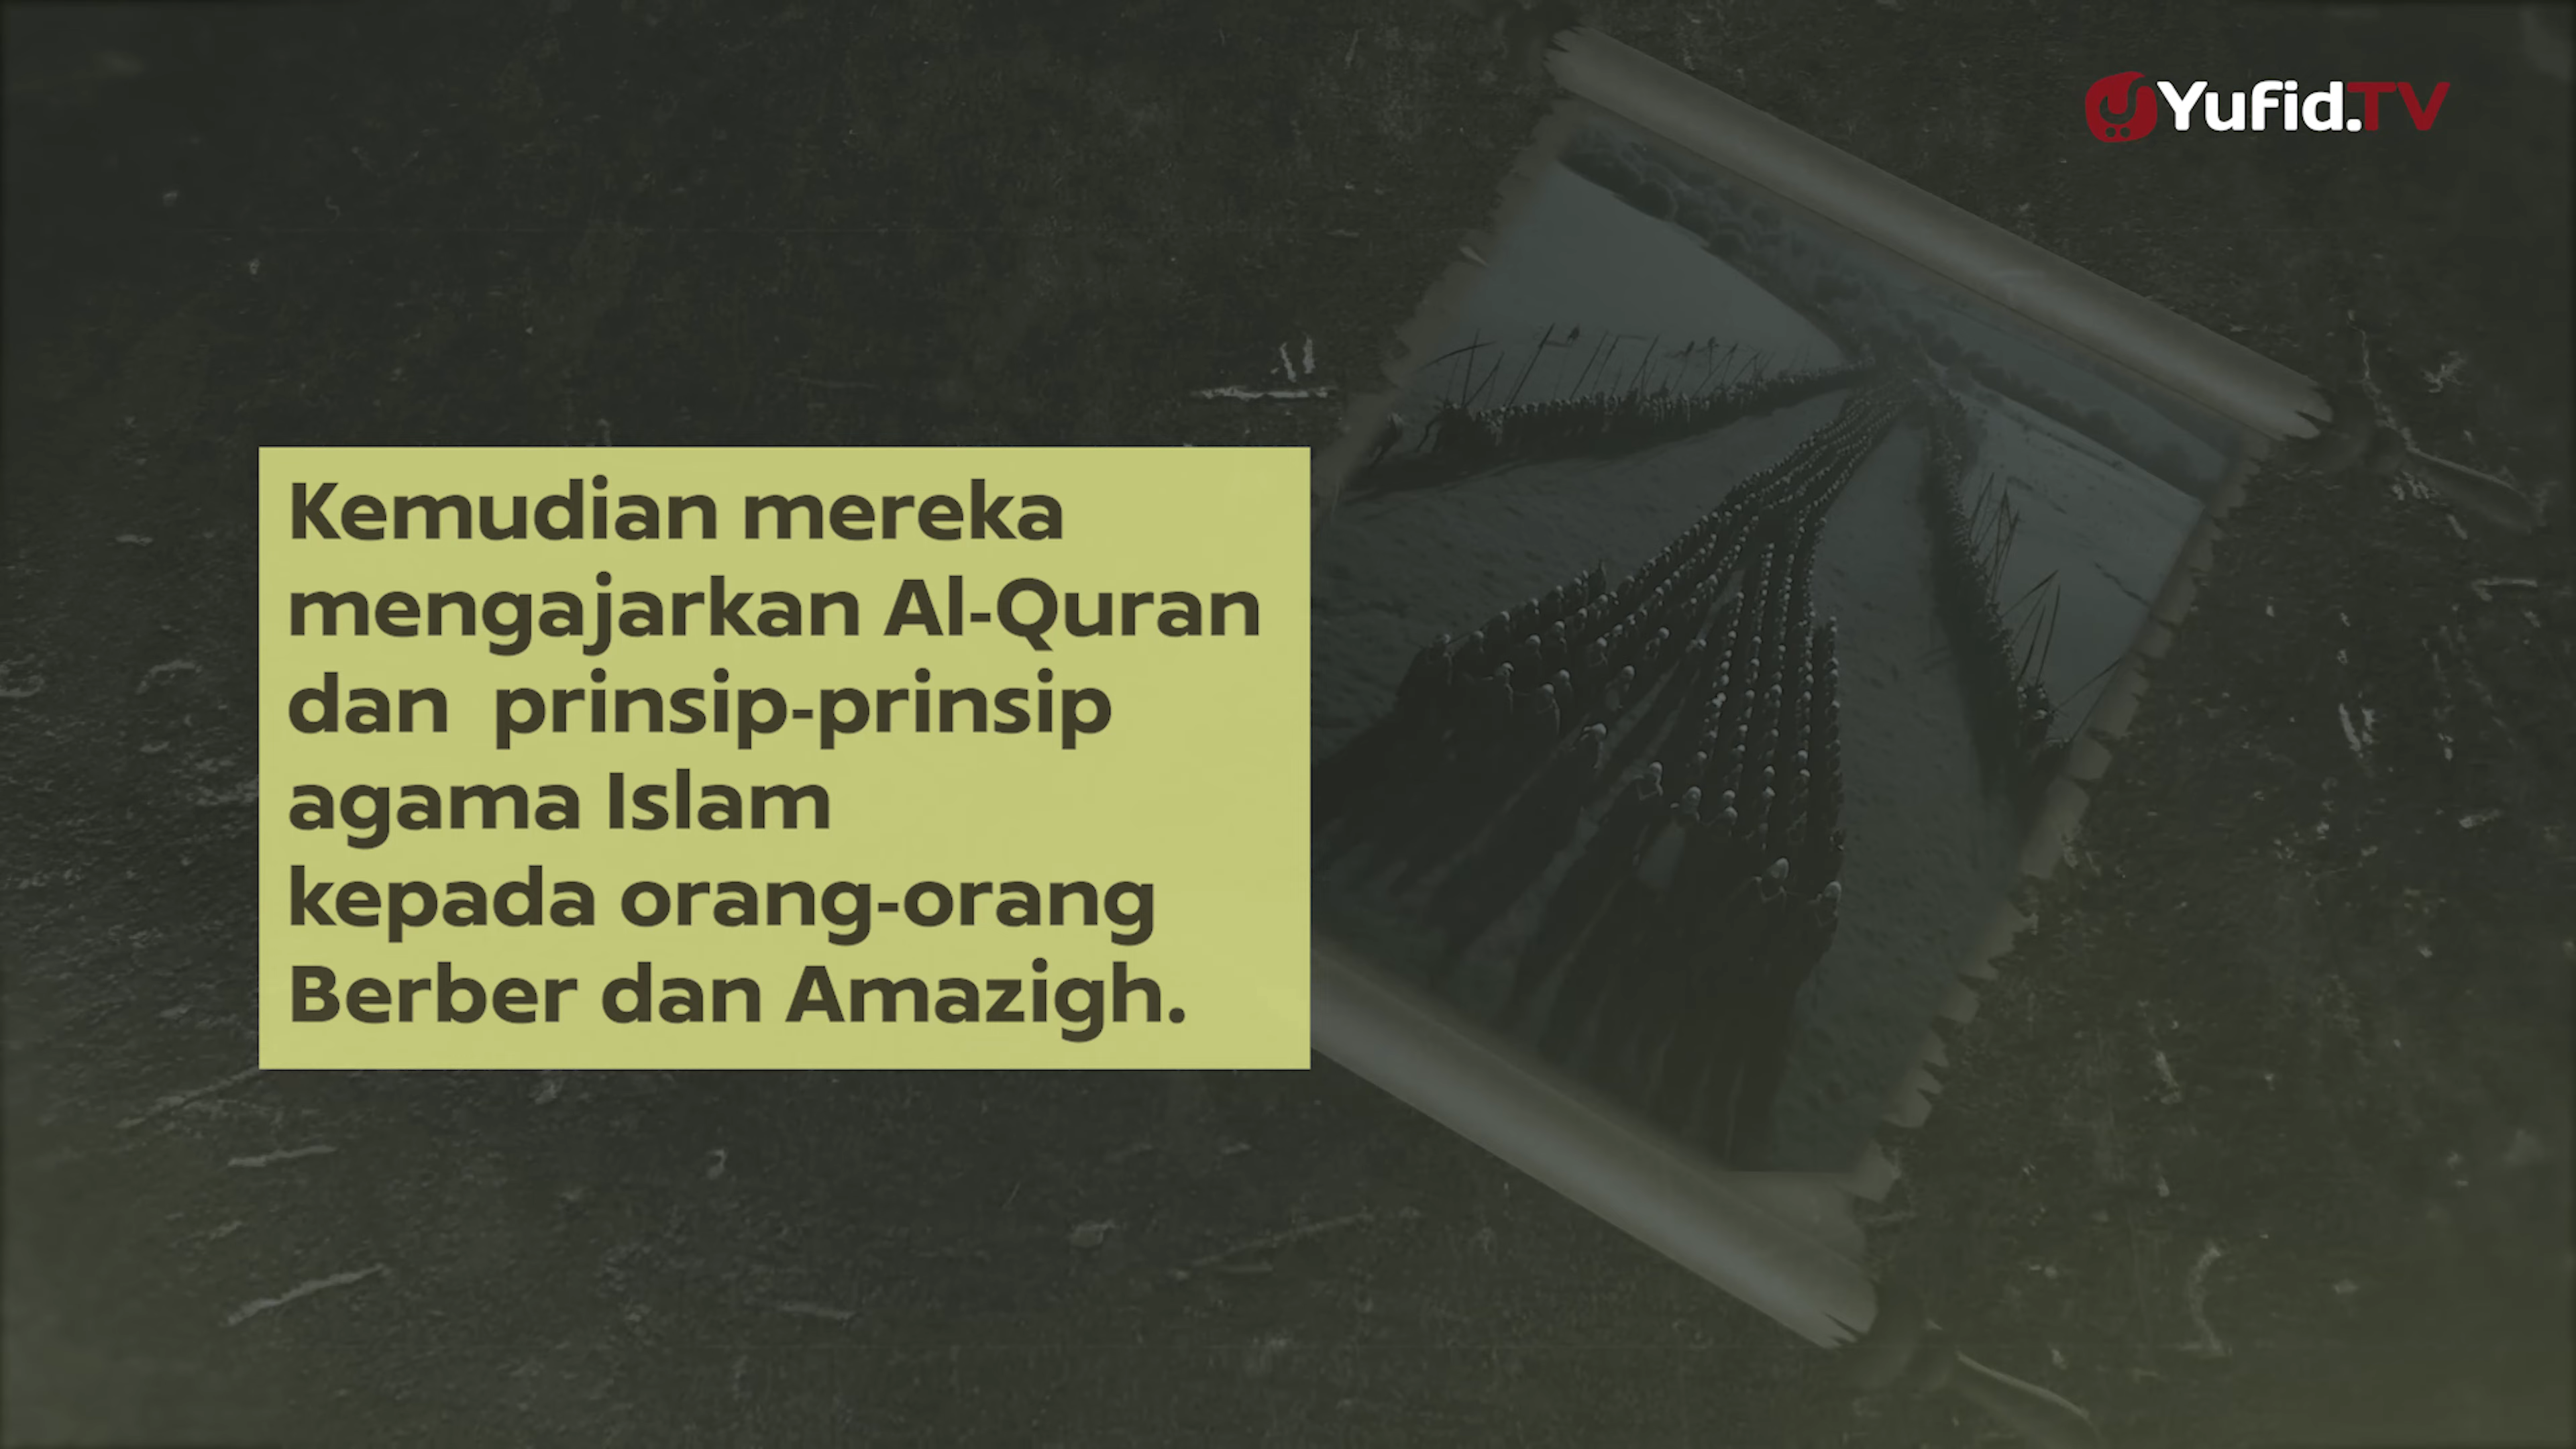 Yufid.TV
Kemudian mereka
mengajarkan Al-Quran
dan  prinsip-prinsip
agama Islam
kepada orang-orang
Berber dan Amazigh.